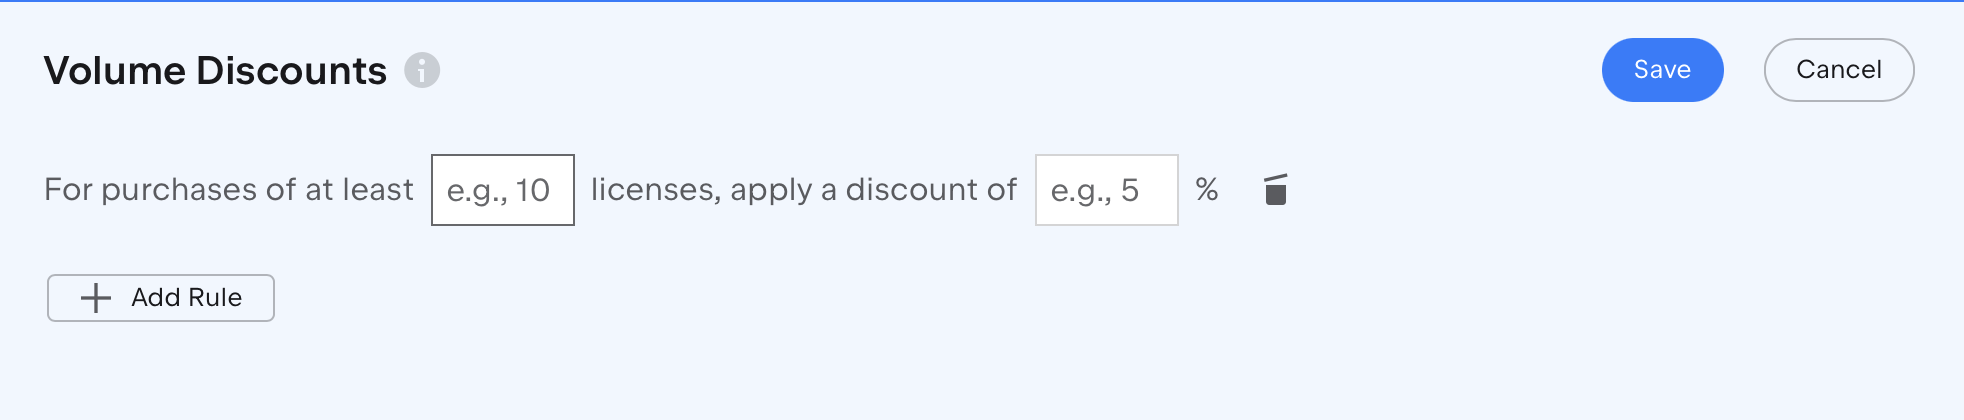 Volume Discounts Save Cancel
For purchases of at least e.g., 10 licenses, apply a discount of e.g., 5 %
Add Rule